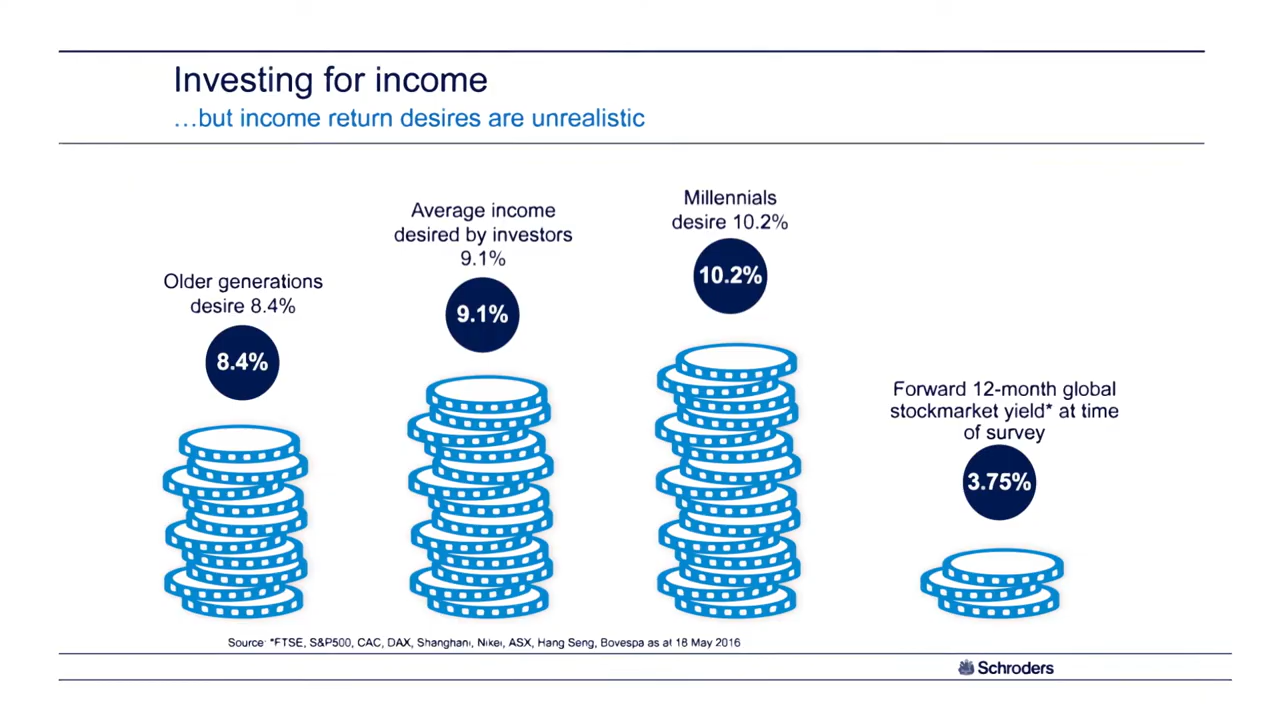 Investing for income
…but income return desires are unrealistic
Older generations
desire 8.4%
8.4%
Average income
desired by investors
9.1%
9.1%
Millennials
desire 10.2%
10.2%
Forward 12-month global
stockmarket yield* at time
of survey
3.75%
Source: *FTSE, S&P500, CAC, DAX, Shanghani, Nikei, ASX, Hang Seng, Bovespa as at 18 May 2016
Schroders